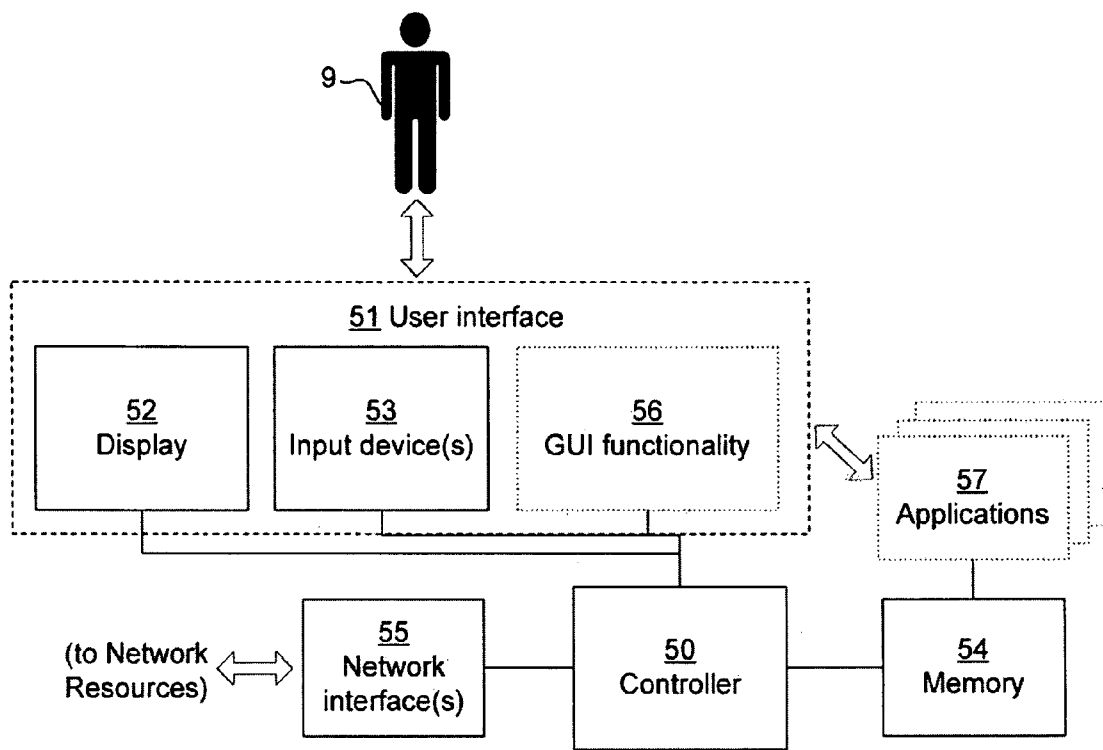 9
51 User interface
52
Display
53
Input device(s)
56
GUI functionality
57
Applications
(to Network
Resources)
55
Network
interface(s)
50
Controller
54
Memory